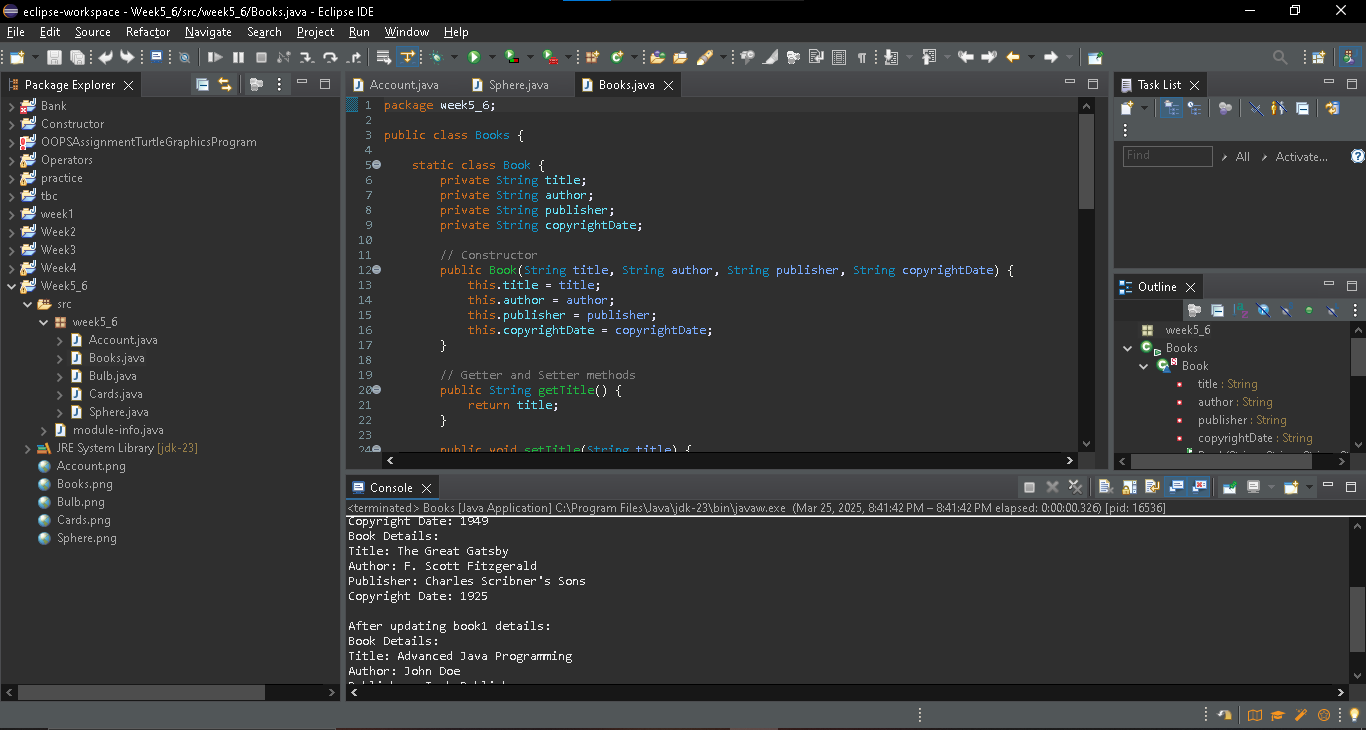 eclipse-workspace - Week5_6/src/week5_6/Books.java - Eclipse IDE
File Edit Source Refactor Navigate Search Project Run Window Help
Package Explorer
Bank
Constructor
OOPSAssignmentTurtleGraphicsProgram
Operators
practice
tbc
week1
Week2
Week3
Week4
Week5_6
src
week5_6
Account.java
Books.java
Bulb.java
Cards.java
Sphere.java
module-info.java
JRE System Library [jdk-23]
Account.png
Books.png
Bulb.png
Cards.png
Sphere.png
Account.java Sphere.java Books.java
1 package week5_6;
2
3 public class Books {
4
5 static class Book {
6 private String title;
7 private String author;
8 private String publisher;
9 private String copyrightDate;
10
11 // Constructor
12 public Book(String title, String author, String publisher, String copyrightDate) {
13 this.title = title;
14 this.author = author;
15 this.publisher = publisher;
16 this.copyrightDate = copyrightDate;
17 }
18
19 // Getter and Setter methods
20 public String getTitle() {
21 return title;
22 }
23
24 public void setTitle(String title) {
Task List
Find All Activate...
Outline
week5_6
Books
Book
title : String
author : String
publisher : String
copyrightDate : String
Console
<terminated> Books [Java Application] C:\Program Files\Java\jdk-23\bin\javaw.exe (Mar 25, 2025, 8:41:42 PM – 8:41:42 PM elapsed: 0:00:00.326) [pid: 16536]
Copyright Date: 1949
Book Details:
Title: The Great Gatsby
Author: F. Scott Fitzgerald
Publisher: Charles Scribner's Sons
Copyright Date: 1925
After updating book1 details:
Book Details:
Title: Advanced Java Programming
Author: John Doe